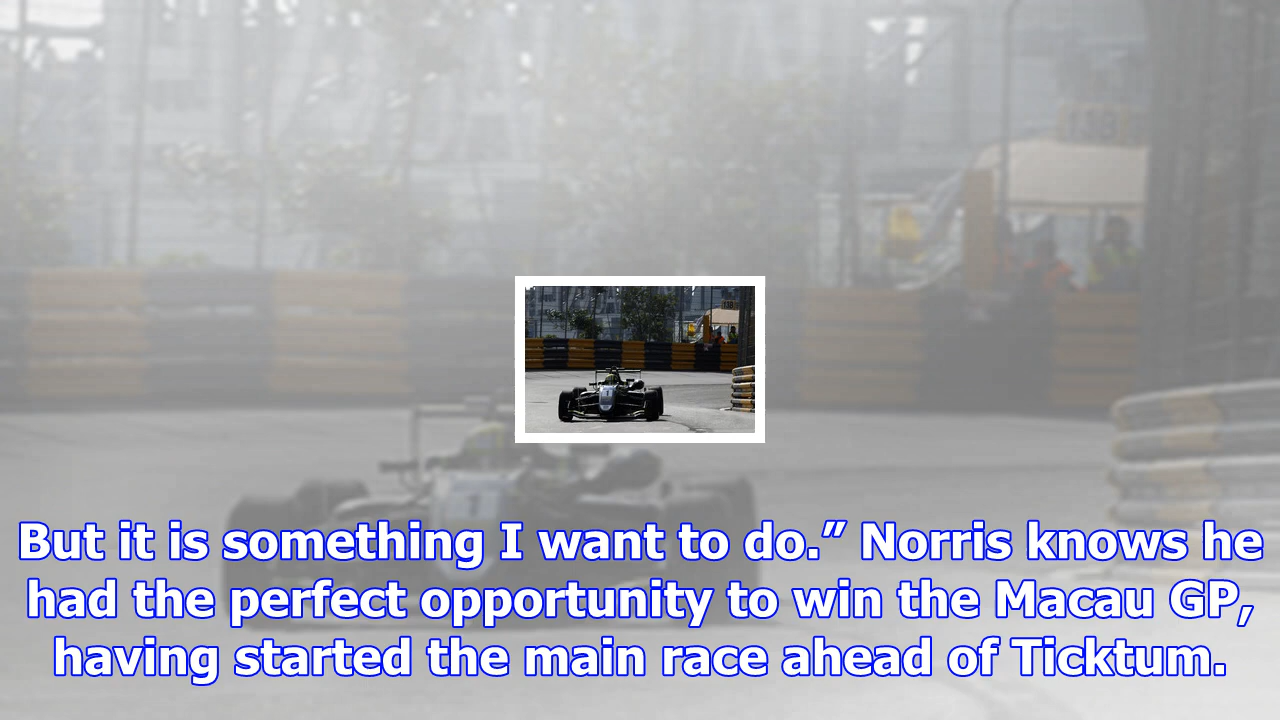 But it is something I want to do.” Norris knows he
had the perfect opportunity to win the Macau GP,
having started the main race ahead of Ticktum.